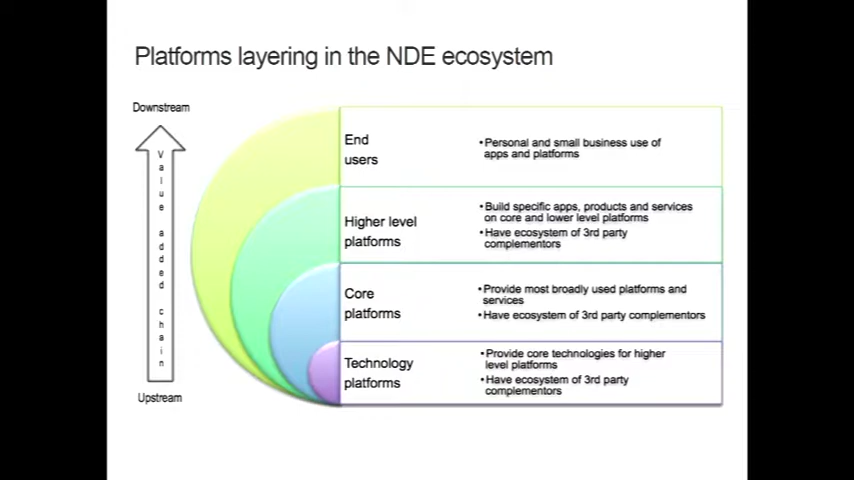 Platforms layering in the NDE ecosystem
Downstream
Value added chain
Upstream
End
users
•Personal and small business use of
apps and platforms
Higher level
platforms
•Build specific apps, products and services
on core and lower level platforms
•Have ecosystem of 3rd party
complementors
Core
platforms
•Provide most broadly used platforms and
services
•Have ecosystem of 3rd party complementors
Technology
platforms
•Provide core technologies for higher
level platforms
•Have ecosystem of 3rd party
complementors